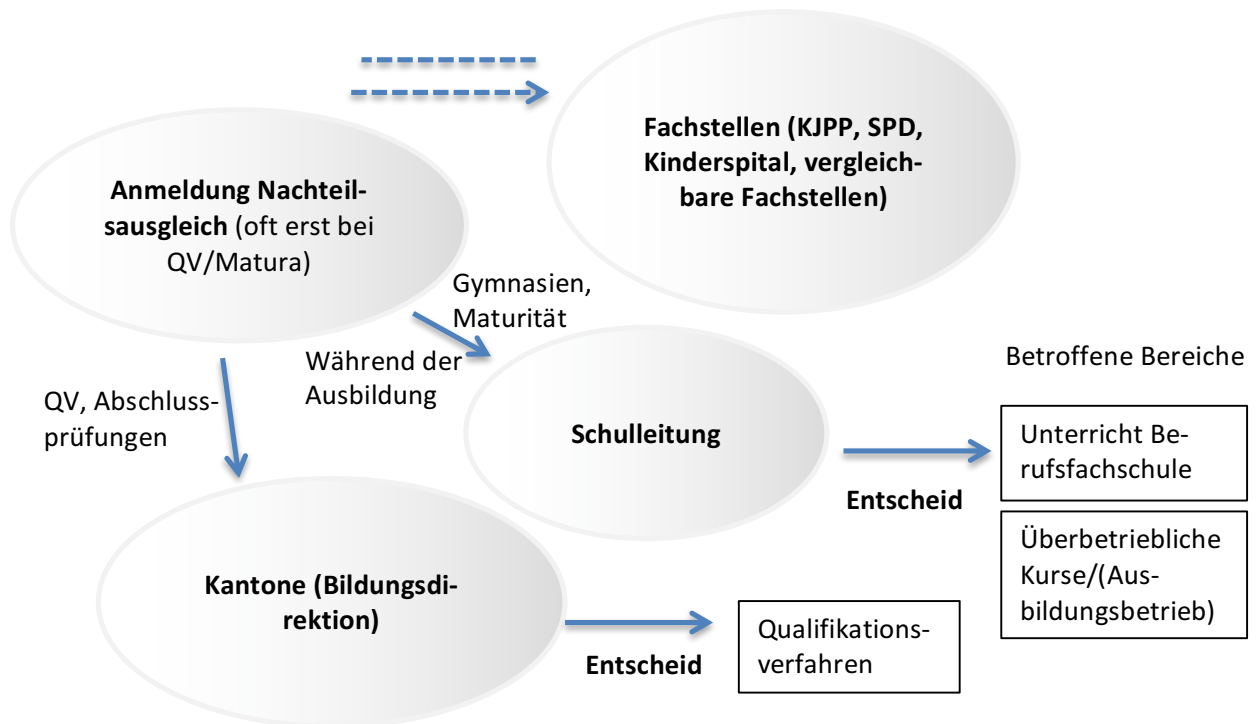 Fachstellen (KJPP, SPD,
Kinderspital, vergleich-
bare Fachstellen)
Anmeldung Nachteil-
sausgleich (oft erst bei
QV/Matura)
Gymnasien,
Maturität
Während der
Ausbildung
QV, Abschluss-
prüfungen
Schulleitung
Betroffene Bereiche
Unterricht Be-
rufsfachschule
Entscheid
Überbetriebliche
Kurse/(Aus-
bildungsbetrieb)
Kantone (Bildungsdi-
rektion)
Entscheid
Qualifikations-
verfahren